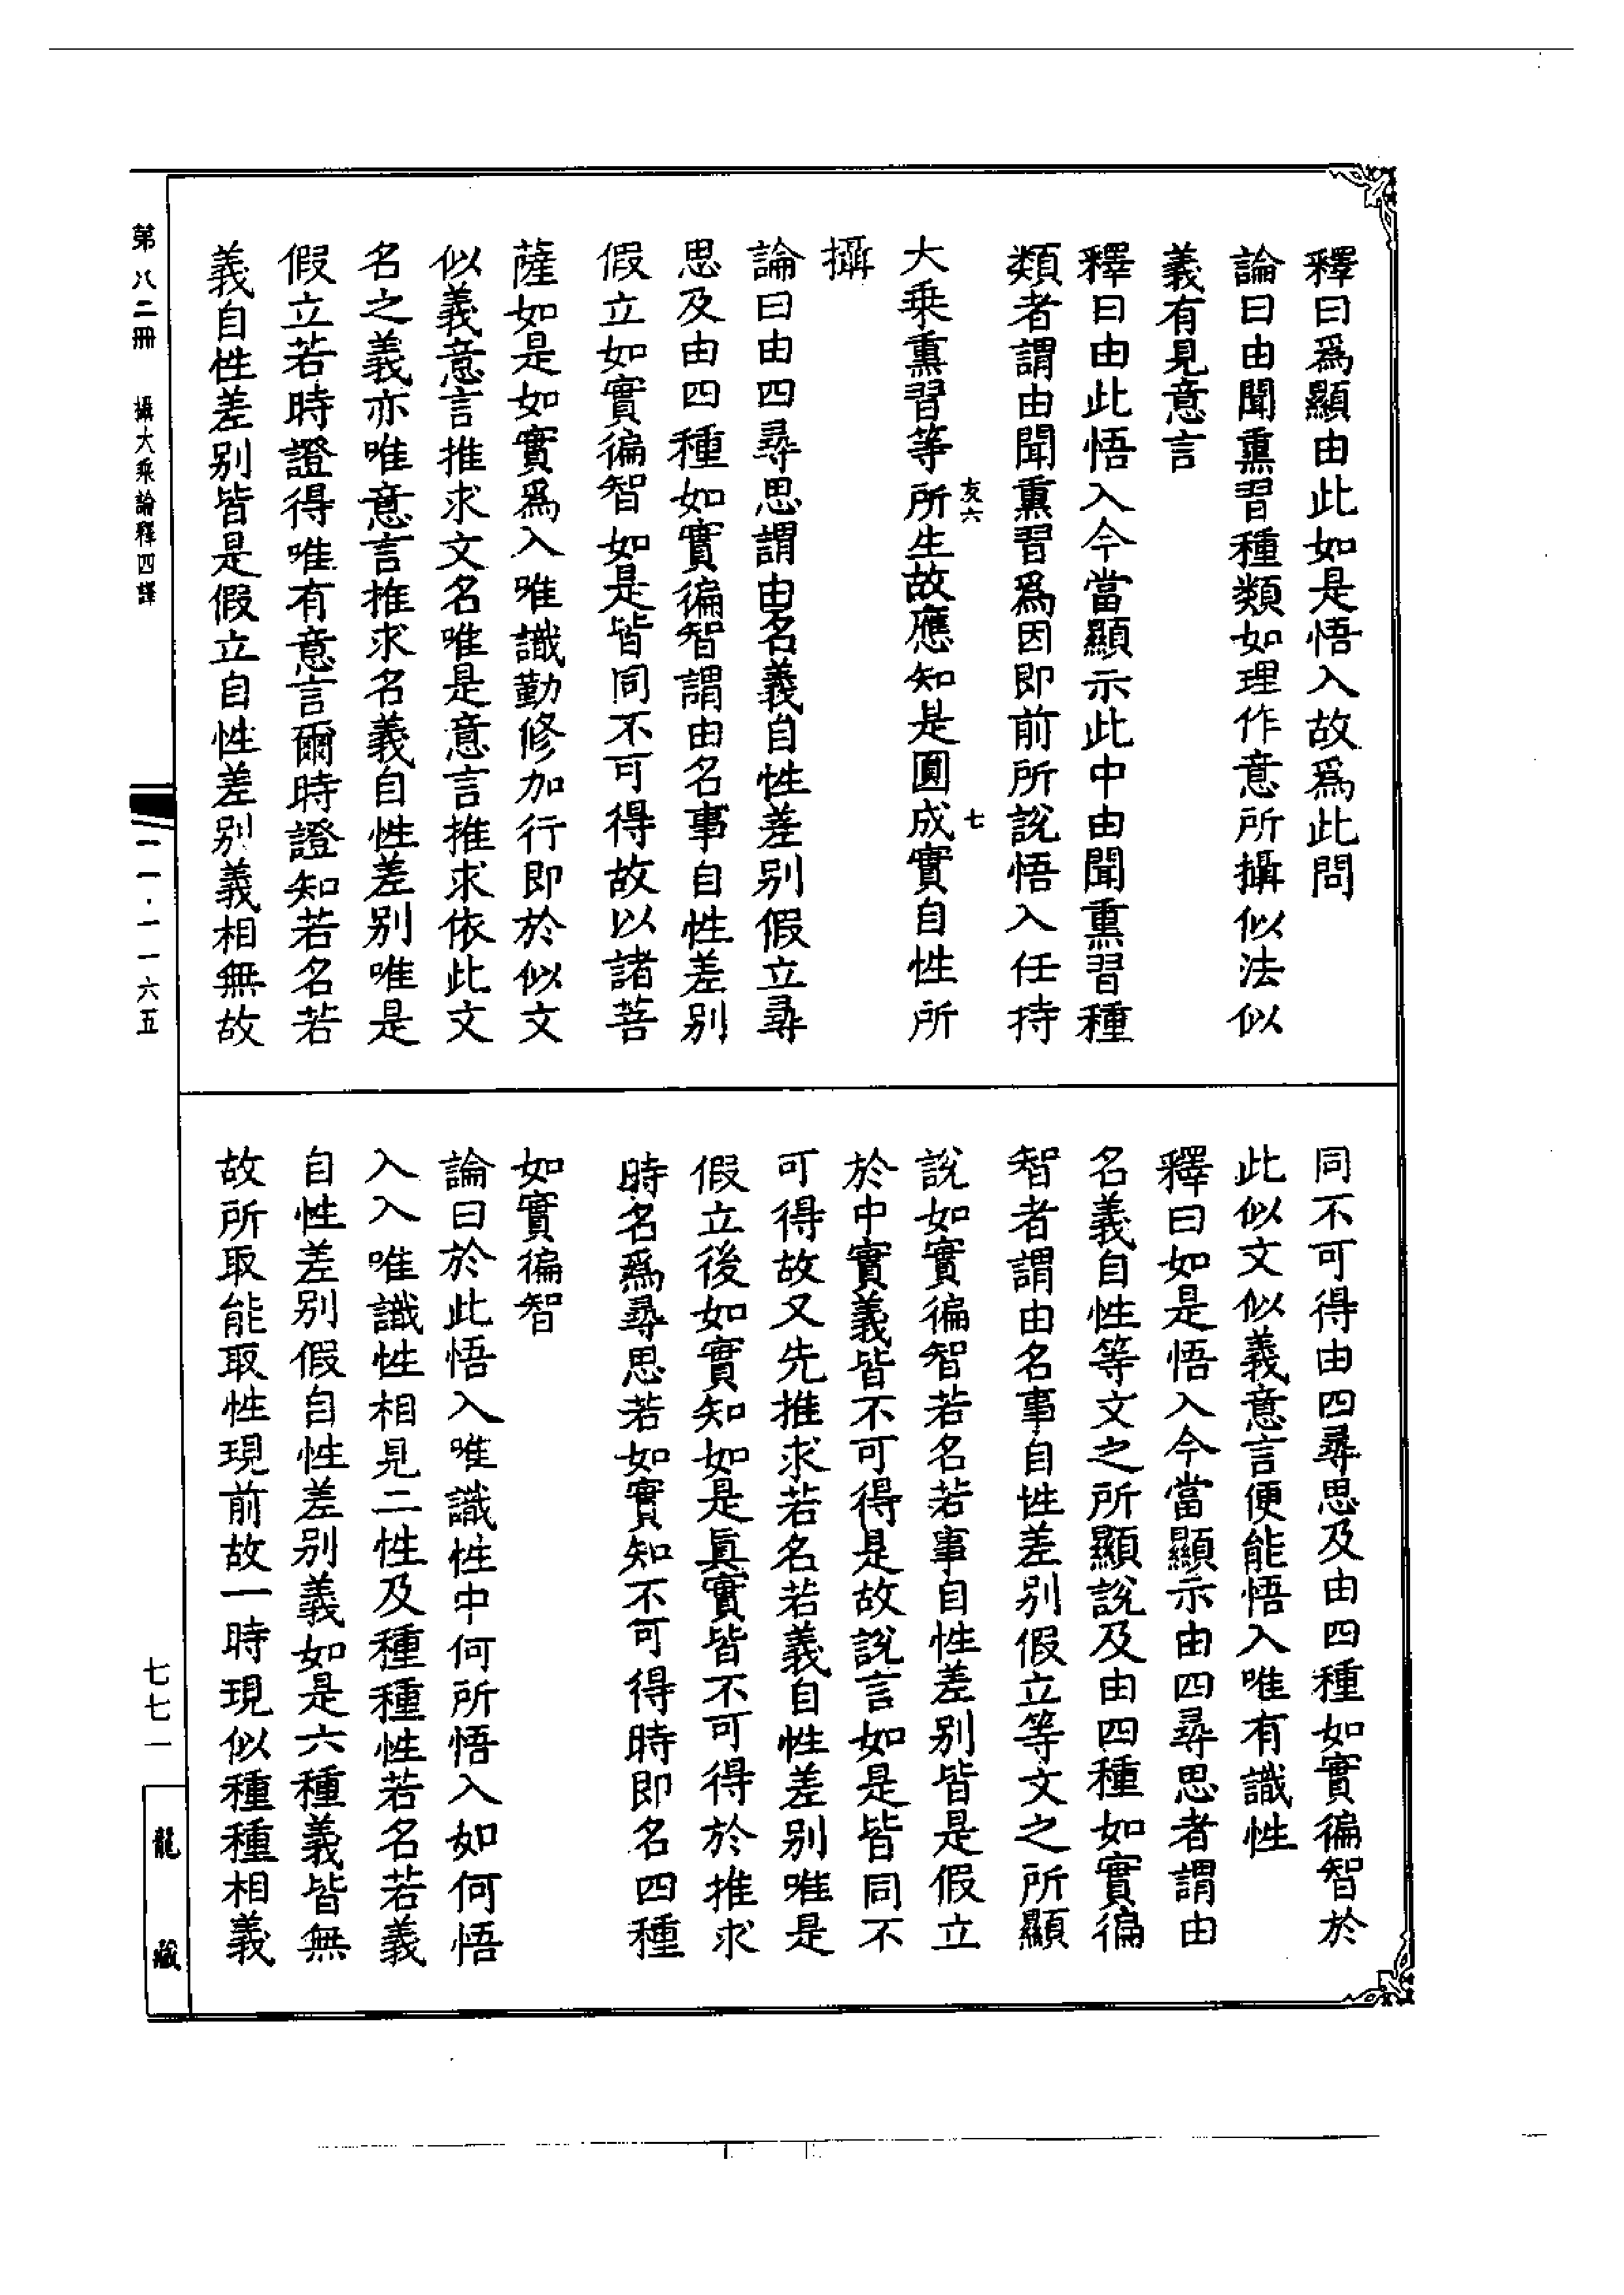 釋曰爲顯由此如是悟入故爲此問
論曰由聞熏習種類如理作意所攝似法似
義有見意言
釋曰由此悟入今當顯示此中由聞熏習種
類者謂由聞熏習爲因即前所說悟入任持
大乘熏習等所生故應知是圓成實自性所
友六
七
攝
論曰由四尋思謂由名義自性差別假立尋
思及由四種如實徧智謂由名事自性差別
假立如實徧智如是皆同不可得故以諸菩
薩如是如實爲入唯識勤修加行即於似文
似義意言推求文名唯是意言推求依此文
名之義亦唯意言推求名義自性差別唯是
假立若時證得唯有意言爾時證知若名若
義自性差別皆是假立自性差別義相無故
同不可得由四尋思及由四種如實徧智於
此似文似義意言便能悟入唯有識性
釋曰如是悟入今當顯示由四尋思者謂由
名義自性等文之所顯說及由四種如實徧
智者謂由名事自性差別假立等文之所顯
說如實徧智若名若事自性差別皆是假立
於中實義皆不可得是故說言如是皆同不
可得故又先推求若名若義自性差別唯是
假立後如實知如是眞實皆不可得於推求
時名爲尋思若如實知不可得時即名四種
如實徧智
論曰於此悟入唯識性中何所悟入如何悟
入入唯識性相見二性及種種性若名若義
自性差別假自性差別義如是六種義皆無
故所取能取性現前故一時現似種種相義
第八二冊 攝大乘論釋四譯
一一·一一六五
七七一
龍藏